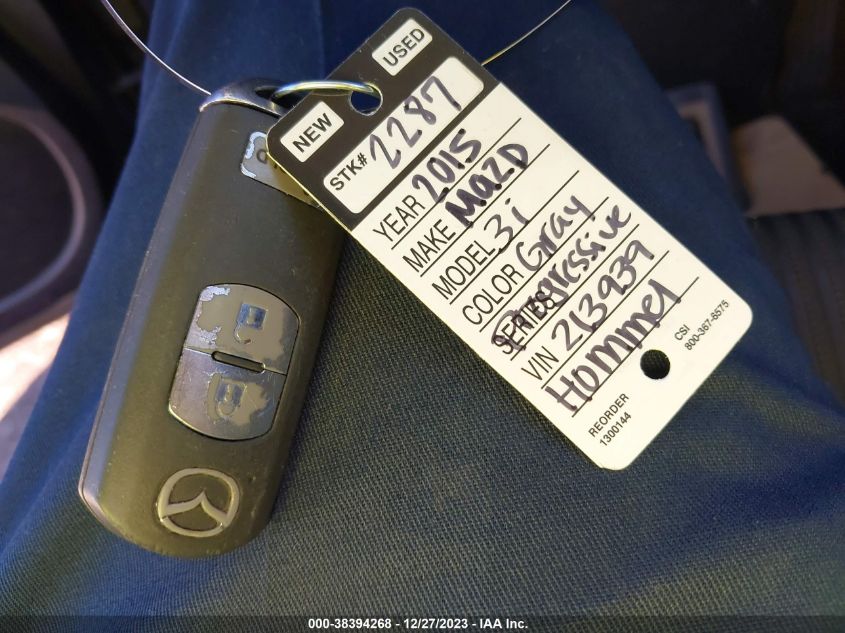 NEW USED
STK# 2287
YEAR 2015
MAKE MAZD
MODEL 3i
COLOR Gray
SERIES Progressive
VIN 213939
Hommel
REORDER
1300144
CSi
800-367-6575
000-38394268 - 12/27/2023 - IAA Inc.